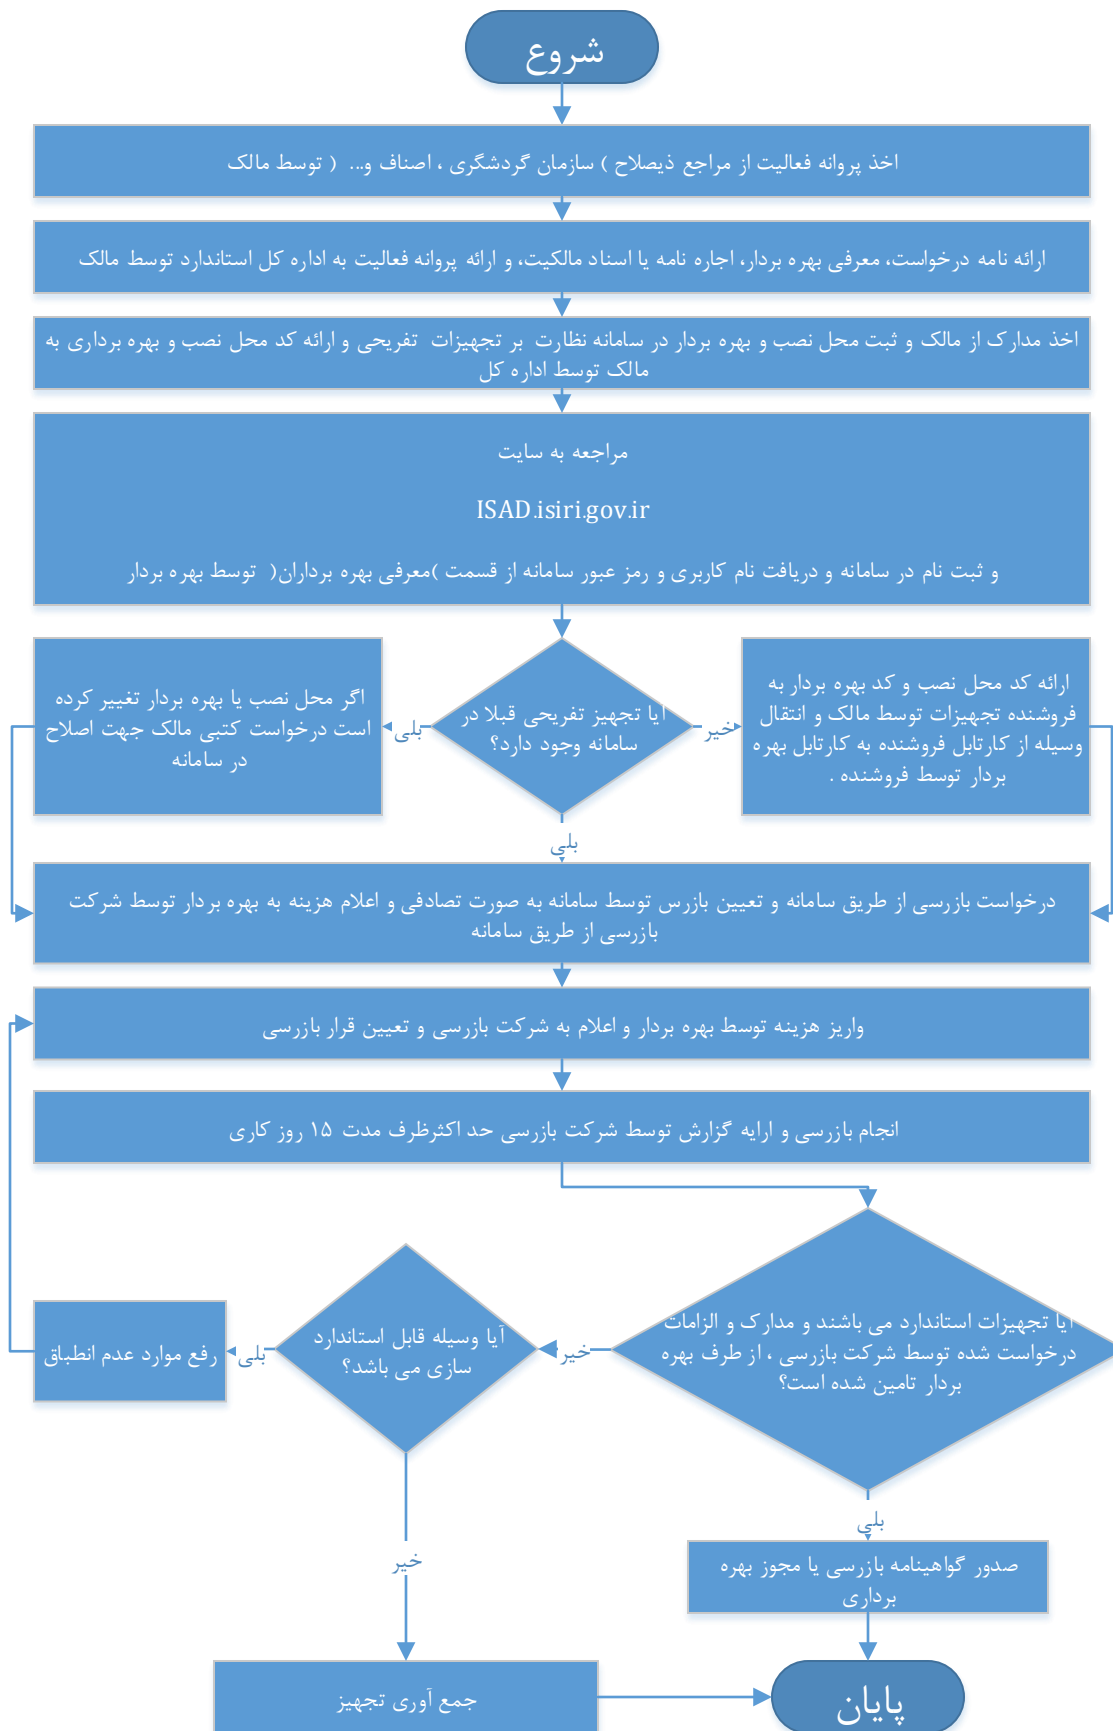 شروع
اخذ پروانه فعالیت از مراجع ذیصلاح ) سازمان گردشگری ، اصناف و... ( توسط مالک
ارائه نامه درخواست، معرفی بهره بردار، اجاره نامه یا اسناد مالکیت، و ارائه پروانه فعالیت به اداره کل استاندارد توسط مالک
اخذ مدارک از مالک و ثبت محل نصب و بهره بردار در سامانه نظارت بر تجهیزات تفریحی و ارائه کد محل نصب و بهره برداری به
مالک توسط اداره کل
مراجعه به سایت
ISAD.isiri.gov.ir
و ثبت نام در سامانه و دریافت نام کاربری و رمز عبور سامانه از قسمت )معرفی بهره برداران( توسط بهره بردار
ارائه کد محل نصب و کد بهره بردار به
فروشنده تجهیزات توسط مالک و انتقال
وسیله از کارتابل فروشنده به کارتابل بهره
بردار توسط فروشنده .
خیر
آیا تجهیز تفریحی قبلا در
سامانه وجود دارد؟
بلی
اگر محل نصب یا بهره بردار تغییر کرده
است درخواست کتبی مالک جهت اصلاح
در سامانه
بلی
درخواست بازرسی از طریق سامانه و تعیین بازرس توسط سامانه به صورت تصادفی و اعلام هزینه به بهره بردار توسط شرکت
بازرسی از طریق سامانه
واریز هزینه توسط بهره بردار و اعلام به شرکت بازرسی و تعیین قرار بازرسی
انجام بازرسی و ارایه گزارش توسط شرکت بازرسی حد اکثرظرف مدت ۱۵ روز کاری
آیا تجهیزات استاندارد می باشند و مدارک و الزامات
درخواست شده توسط شرکت بازرسی ، از طرف بهره
بردار تامین شده است؟
خیر
آیا وسیله قابل استاندارد
سازی می باشد؟
بلی
رفع موارد عدم انطباق
بلی
خیر
صدور گواهینامه بازرسی یا مجوز بهره
برداری
جمع آوری تجهیز
پایان